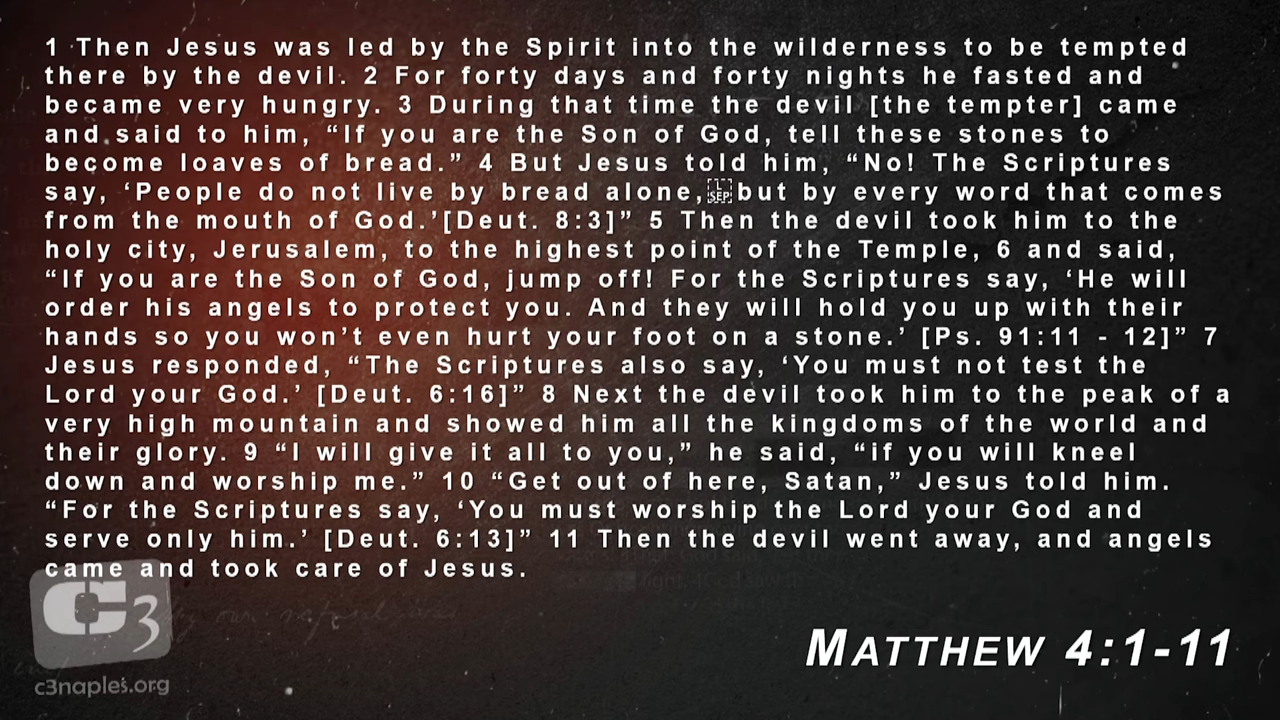 1 Then Jesus was led by the Spirit into the wilderness to be tempted
there by the devil. 2 For forty days and forty nights he fasted and
became very hungry. 3 During that time the devil [the tempter] came
and said to him, “If you are the Son of God, tell these stones to
become loaves of bread.” 4 But Jesus told him, “No! The Scriptures
say, ‘People do not live by bread alone, but by every word that comes
from the mouth of God.’[Deut. 8:3]” 5 Then the devil took him to the
holy city, Jerusalem, to the highest point of the Temple, 6 and said,
“If you are the Son of God, jump off! For the Scriptures say, ‘He will
order his angels to protect you. And they will hold you up with their
hands so you won’t even hurt your foot on a stone.’ [Ps. 91:11 - 12]” 7
Jesus responded, “The Scriptures also say, ‘You must not test the
Lord your God.’ [Deut. 6:16]” 8 Next the devil took him to the peak of a
very high mountain and showed him all the kingdoms of the world and
their glory. 9 “I will give it all to you,” he said, “if you will kneel
down and worship me.” 10 “Get out of here, Satan,” Jesus told him.
“For the Scriptures say, ‘You must worship the Lord your God and
serve only him.’ [Deut. 6:13]” 11 Then the devil went away, and angels
came and took care of Jesus.
C3
c3naples.org
MATTHEW 4:1-11